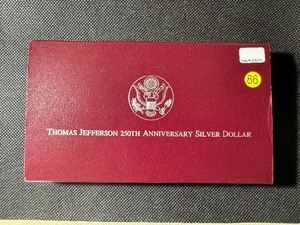 86
THOMAS JEFFERSON 250TH ANNIVERSARY SILVER DOLLAR